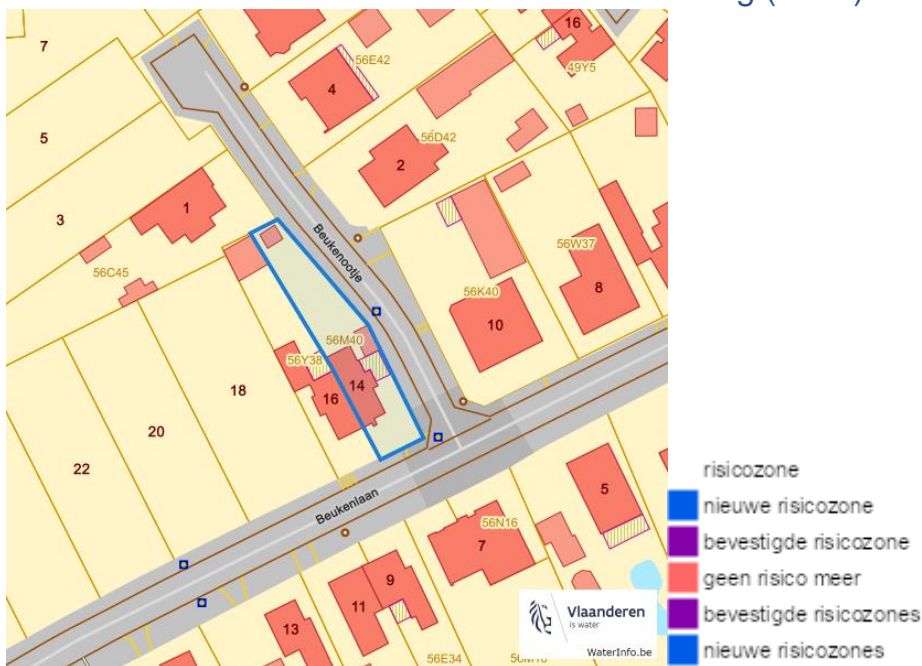 16
7
56E42
49Y5
4
5
56D42
2
1
3
Beukenootje
56C45
56W37
56K40
8
10
56M40
56Y38
14
18
16
20
22
5
Beukenlaan
56N16
7
9
11
13
56E34
Vlaanderen
is water
WaterInfo.be
risicozone
nieuwe risicozone
bevestigde risicozone
geen risico meer
bevestigde risicozones
nieuwe risicozones